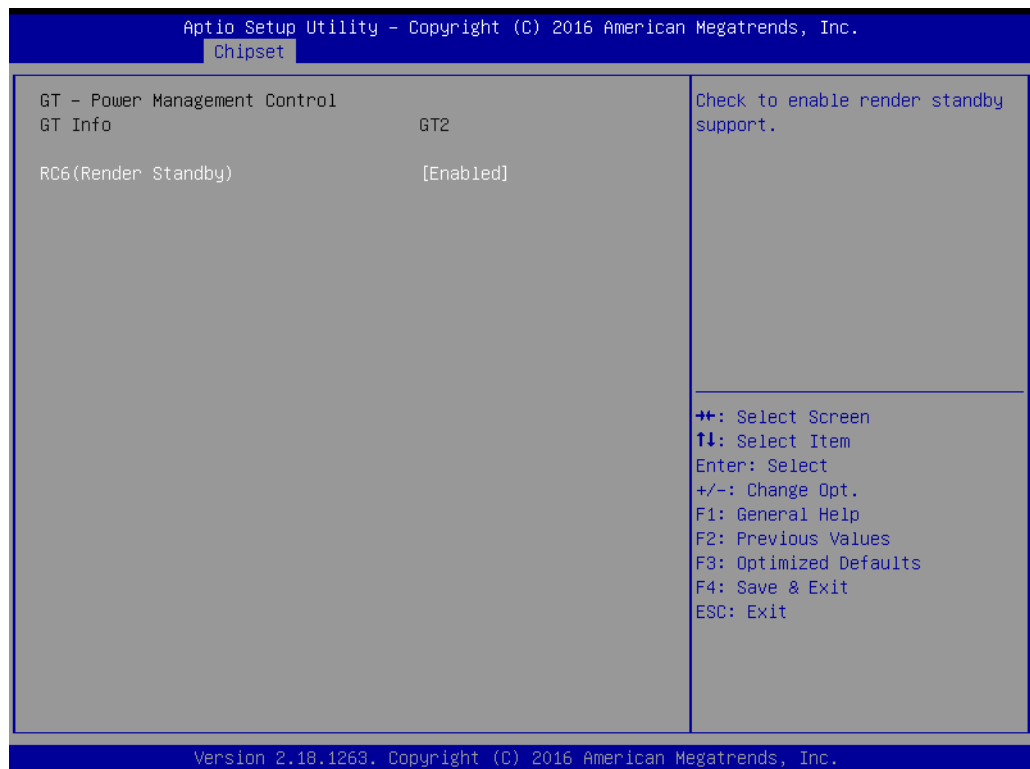 Aptio Setup Utility – Copyright (C) 2016 American Megatrends, Inc.
Chipset
GT – Power Management Control
GT Info GT2
RC6(Render Standby) [Enabled]
Check to enable render standby
support.
→←: Select Screen
↑↓: Select Item
Enter: Select
+/-: Change Opt.
F1: General Help
F2: Previous Values
F3: Optimized Defaults
F4: Save & Exit
ESC: Exit
Version 2.18.1263. Copyright (C) 2016 American Megatrends, Inc.